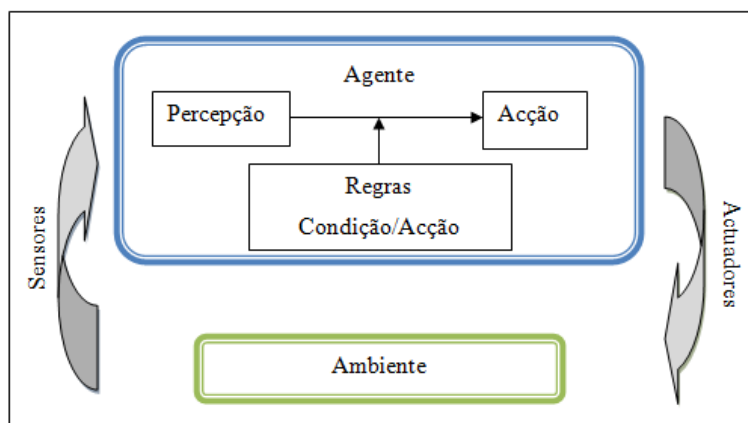 Agente
Percepção
Acção
Regras
Condição/Acção
Sensores
Actuadores
Ambiente